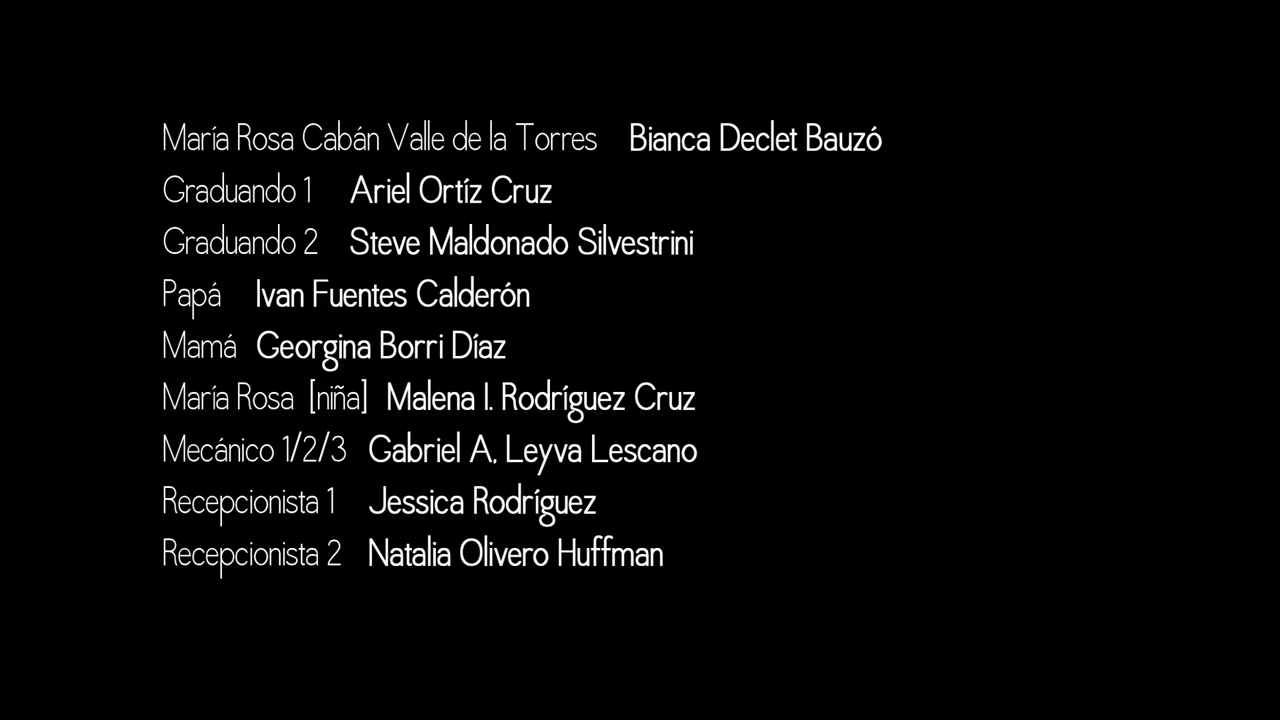 María Rosa Cabán Valle de la Torres Bianca Declet Bauzó
Graduando 1 Ariel Ortíz Cruz
Graduando 2 Steve Maldonado Silvestrini
Papá Ivan Fuentes Calderón
Mamá Georgina Borri Díaz
María Rosa [niña] Malena I. Rodríguez Cruz
Mecánico 1/2/3 Gabriel A, Leyva Lescano
Recepcionista 1 Jessica Rodríguez
Recepcionista 2 Natalia Olivero Huffman